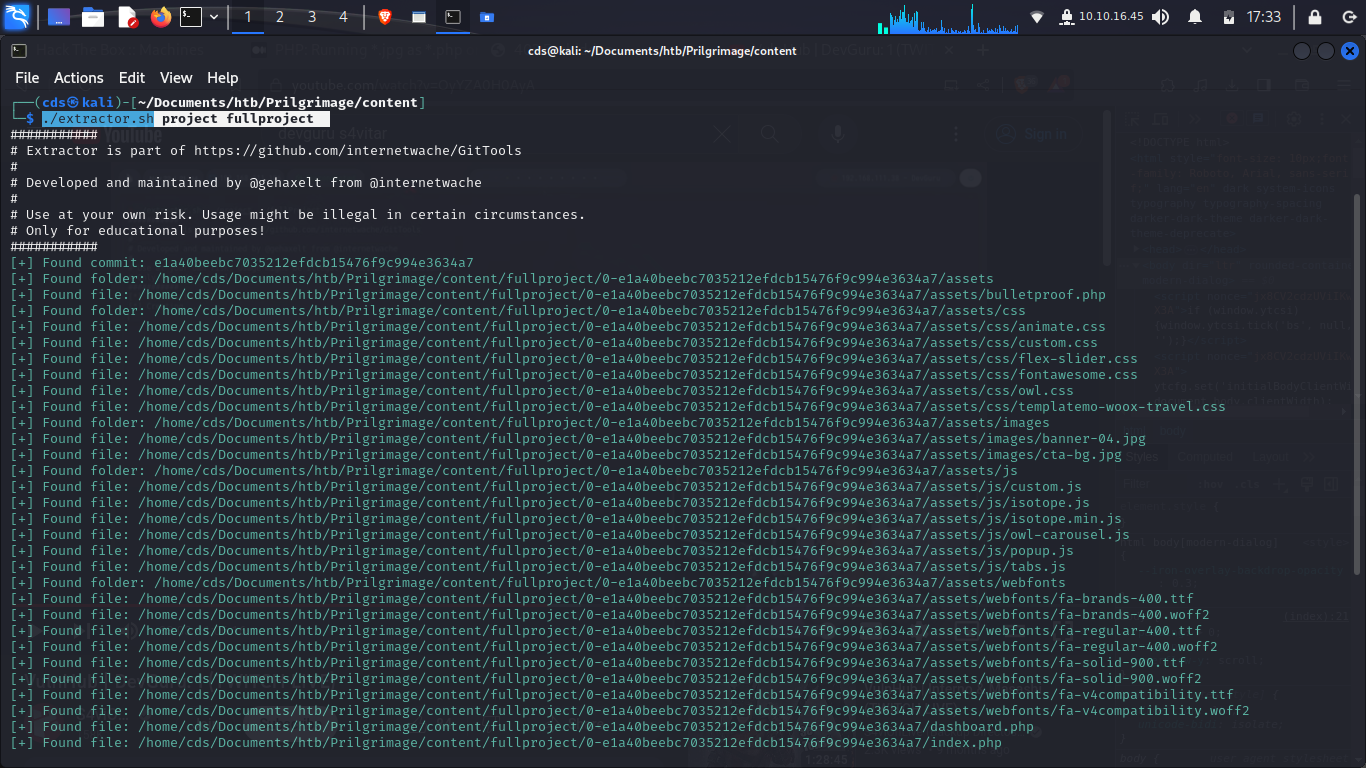 1 2 3 4 10.10.16.45 17:33
cds@kali: ~/Documents/htb/Prilgrimage/content
File Actions Edit View Help
┌──(cds㉿kali)-[~/Documents/htb/Prilgrimage/content]
└─$ ./extractor.sh project fullproject
###########
# Extractor is part of https://github.com/internetwache/GitTools
#
# Developed and maintained by @gehaxelt from @internetwache
#
# Use at your own risk. Usage might be illegal in certain circumstances.
# Only for educational purposes!
###########
[+] Found commit: e1a40beebc7035212efdcb15476f9c994e3634a7
[+] Found folder: /home/cds/Documents/htb/Prilgrimage/content/fullproject/0-e1a40beebc7035212efdcb15476f9c994e3634a7/assets
[+] Found file: /home/cds/Documents/htb/Prilgrimage/content/fullproject/0-e1a40beebc7035212efdcb15476f9c994e3634a7/assets/bulletproof.php
[+] Found folder: /home/cds/Documents/htb/Prilgrimage/content/fullproject/0-e1a40beebc7035212efdcb15476f9c994e3634a7/assets/css
[+] Found file: /home/cds/Documents/htb/Prilgrimage/content/fullproject/0-e1a40beebc7035212efdcb15476f9c994e3634a7/assets/css/animate.css
[+] Found file: /home/cds/Documents/htb/Prilgrimage/content/fullproject/0-e1a40beebc7035212efdcb15476f9c994e3634a7/assets/css/custom.css
[+] Found file: /home/cds/Documents/htb/Prilgrimage/content/fullproject/0-e1a40beebc7035212efdcb15476f9c994e3634a7/assets/css/flex-slider.css
[+] Found file: /home/cds/Documents/htb/Prilgrimage/content/fullproject/0-e1a40beebc7035212efdcb15476f9c994e3634a7/assets/css/fontawesome.css
[+] Found file: /home/cds/Documents/htb/Prilgrimage/content/fullproject/0-e1a40beebc7035212efdcb15476f9c994e3634a7/assets/css/owl.css
[+] Found file: /home/cds/Documents/htb/Prilgrimage/content/fullproject/0-e1a40beebc7035212efdcb15476f9c994e3634a7/assets/css/templatemo-woox-travel.css
[+] Found folder: /home/cds/Documents/htb/Prilgrimage/content/fullproject/0-e1a40beebc7035212efdcb15476f9c994e3634a7/assets/images
[+] Found file: /home/cds/Documents/htb/Prilgrimage/content/fullproject/0-e1a40beebc7035212efdcb15476f9c994e3634a7/assets/images/banner-04.jpg
[+] Found file: /home/cds/Documents/htb/Prilgrimage/content/fullproject/0-e1a40beebc7035212efdcb15476f9c994e3634a7/assets/images/cta-bg.jpg
[+] Found folder: /home/cds/Documents/htb/Prilgrimage/content/fullproject/0-e1a40beebc7035212efdcb15476f9c994e3634a7/assets/js
[+] Found file: /home/cds/Documents/htb/Prilgrimage/content/fullproject/0-e1a40beebc7035212efdcb15476f9c994e3634a7/assets/js/custom.js
[+] Found file: /home/cds/Documents/htb/Prilgrimage/content/fullproject/0-e1a40beebc7035212efdcb15476f9c994e3634a7/assets/js/isotope.js
[+] Found file: /home/cds/Documents/htb/Prilgrimage/content/fullproject/0-e1a40beebc7035212efdcb15476f9c994e3634a7/assets/js/isotope.min.js
[+] Found file: /home/cds/Documents/htb/Prilgrimage/content/fullproject/0-e1a40beebc7035212efdcb15476f9c994e3634a7/assets/js/owl-carousel.js
[+] Found file: /home/cds/Documents/htb/Prilgrimage/content/fullproject/0-e1a40beebc7035212efdcb15476f9c994e3634a7/assets/js/popup.js
[+] Found file: /home/cds/Documents/htb/Prilgrimage/content/fullproject/0-e1a40beebc7035212efdcb15476f9c994e3634a7/assets/js/tabs.js
[+] Found folder: /home/cds/Documents/htb/Prilgrimage/content/fullproject/0-e1a40beebc7035212efdcb15476f9c994e3634a7/assets/webfonts
[+] Found file: /home/cds/Documents/htb/Prilgrimage/content/fullproject/0-e1a40beebc7035212efdcb15476f9c994e3634a7/assets/webfonts/fa-brands-400.ttf
[+] Found file: /home/cds/Documents/htb/Prilgrimage/content/fullproject/0-e1a40beebc7035212efdcb15476f9c994e3634a7/assets/webfonts/fa-brands-400.woff2
[+] Found file: /home/cds/Documents/htb/Prilgrimage/content/fullproject/0-e1a40beebc7035212efdcb15476f9c994e3634a7/assets/webfonts/fa-regular-400.ttf
[+] Found file: /home/cds/Documents/htb/Prilgrimage/content/fullproject/0-e1a40beebc7035212efdcb15476f9c994e3634a7/assets/webfonts/fa-regular-400.woff2
[+] Found file: /home/cds/Documents/htb/Prilgrimage/content/fullproject/0-e1a40beebc7035212efdcb15476f9c994e3634a7/assets/webfonts/fa-solid-900.ttf
[+] Found file: /home/cds/Documents/htb/Prilgrimage/content/fullproject/0-e1a40beebc7035212efdcb15476f9c994e3634a7/assets/webfonts/fa-solid-900.woff2
[+] Found file: /home/cds/Documents/htb/Prilgrimage/content/fullproject/0-e1a40beebc7035212efdcb15476f9c994e3634a7/assets/webfonts/fa-v4compatibility.ttf
[+] Found file: /home/cds/Documents/htb/Prilgrimage/content/fullproject/0-e1a40beebc7035212efdcb15476f9c994e3634a7/assets/webfonts/fa-v4compatibility.woff2
[+] Found file: /home/cds/Documents/htb/Prilgrimage/content/fullproject/0-e1a40beebc7035212efdcb15476f9c994e3634a7/dashboard.php
[+] Found file: /home/cds/Documents/htb/Prilgrimage/content/fullproject/0-e1a40beebc7035212efdcb15476f9c994e3634a7/index.php